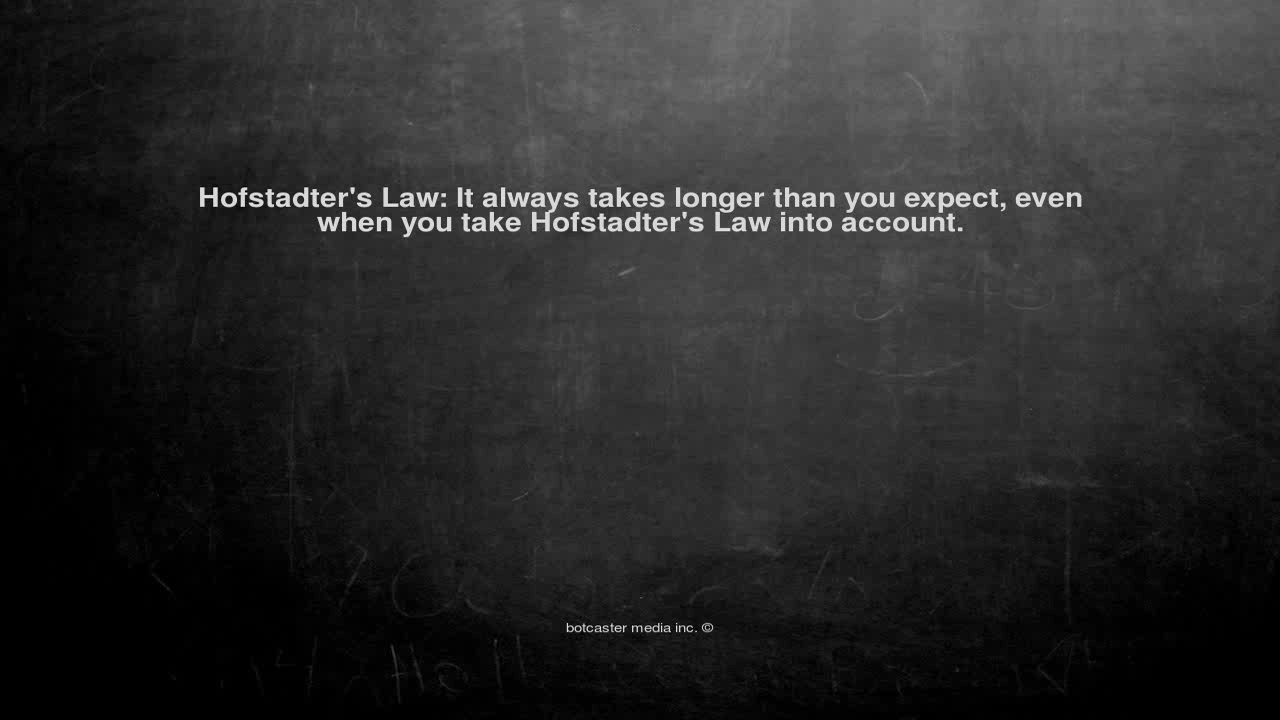 Hofstadter's Law: It always takes longer than you expect, even
when you take Hofstadter's Law into account.
botcaster media inc. ©